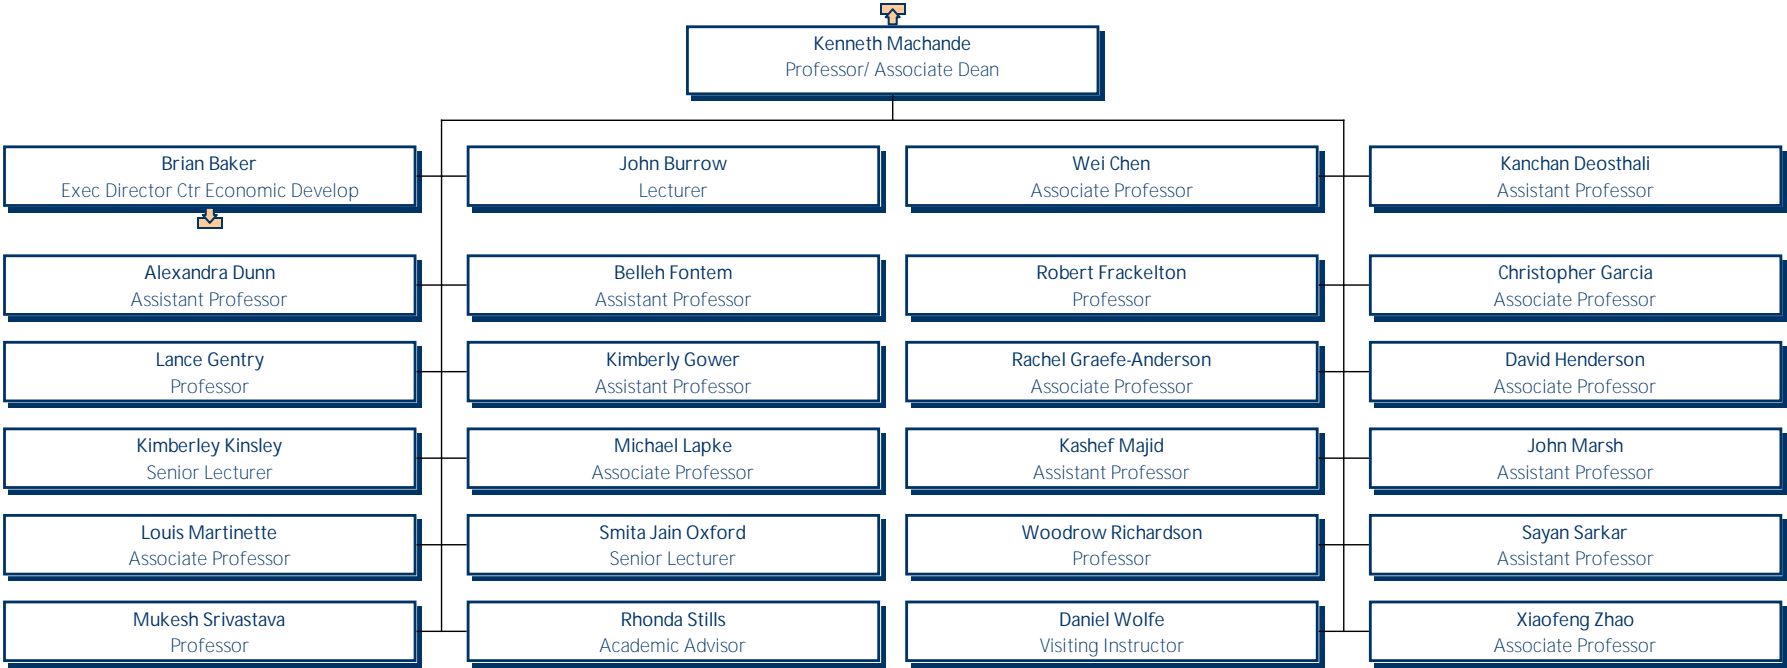 Kenneth Machande
Professor/ Associate Dean
Brian Baker
Exec Director Ctr Economic Develop
John Burrow
Lecturer
Wei Chen
Associate Professor
Kanchan Deosthali
Assistant Professor
Alexandra Dunn
Assistant Professor
Belleh Fontem
Assistant Professor
Robert Frackelton
Professor
Christopher Garcia
Associate Professor
Lance Gentry
Professor
Kimberly Gower
Assistant Professor
Rachel Graefe-Anderson
Associate Professor
David Henderson
Associate Professor
Kimberley Kinsley
Senior Lecturer
Michael Lapke
Associate Professor
Kashef Majid
Assistant Professor
John Marsh
Assistant Professor
Louis Martinette
Associate Professor
Smita Jain Oxford
Senior Lecturer
Woodrow Richardson
Professor
Sayan Sarkar
Assistant Professor
Mukesh Srivastava
Professor
Rhonda Stills
Academic Advisor
Daniel Wolfe
Visiting Instructor
Xiaofeng Zhao
Associate Professor